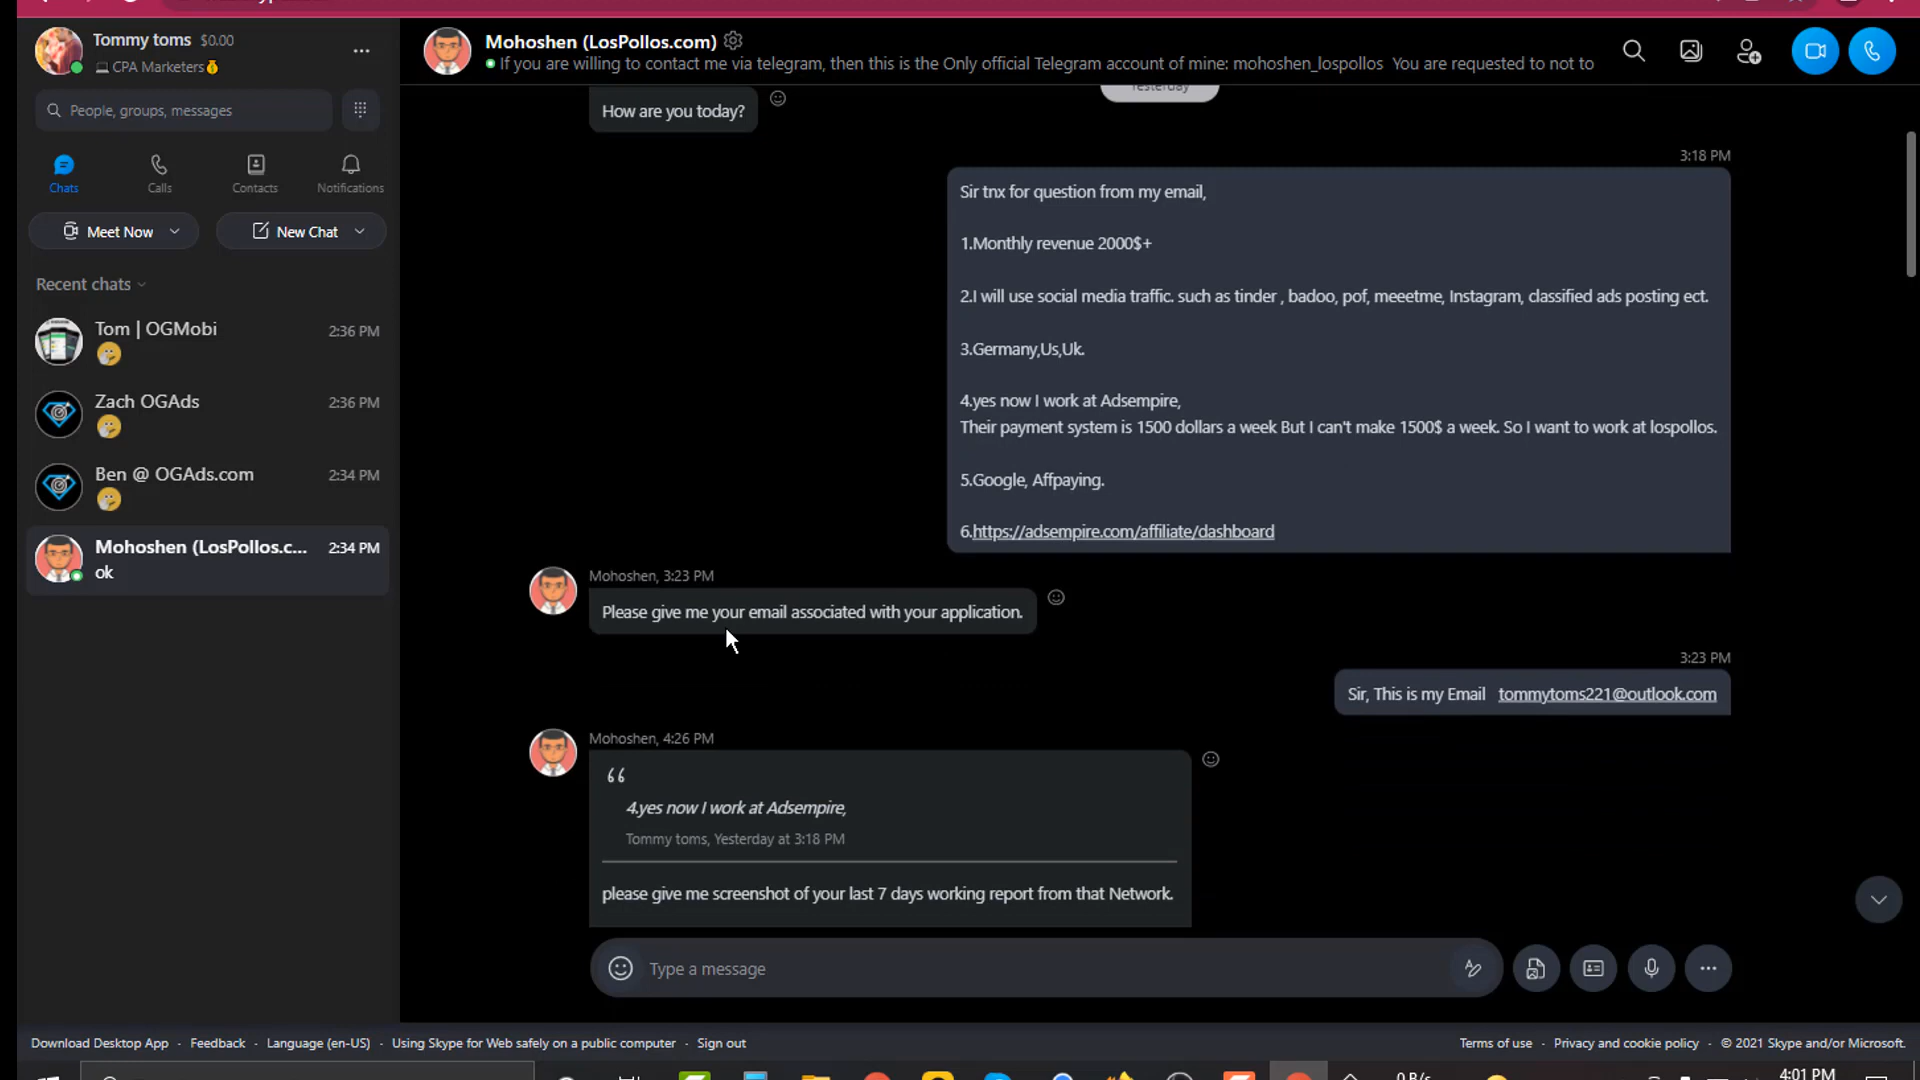 Tommy toms $0.00
CPA Marketers
People, groups, messages
Chats Calls Contacts Notifications
Meet Now New Chat
Recent chats
Tom | OGMobi 2:36 PM
Zach OGAds 2:36 PM
Ben @ OGAds.com 2:34 PM
Mohoshen (LosPollos.c... 2:34 PM
ok
Mohoshen (LosPollos.com)
If you are willing to contact me via telegram, then this is the Only official Telegram account of mine: mohoshen_lospollos You are requested to not to
Yesterday
How are you today?
3:18 PM
Sir tnx for question from my email,
1.Monthly revenue 2000$+
2.I will use social media traffic. such as tinder , badoo, pof, meeetme, Instagram, classified ads posting ect.
3.Germany,Us,Uk.
4.yes now I work at Adsempire,
Their payment system is 1500 dollars a week But I can't make 1500$ a week. So I want to work at lospollos.
5.Google, Affpaying.
6.https://adsempire.com/affiliate/dashboard
Mohoshen, 3:23 PM
Please give me your email associated with your application.
3:23 PM
Sir, This is my Email tommytoms221@outlook.com
Mohoshen, 4:26 PM
4.yes now I work at Adsempire,
Tommy toms, Yesterday at 3:18 PM
please give me screenshot of your last 7 days working report from that Network.
Type a message
Download Desktop App · Feedback · Language (en-US) · Using Skype for Web safely on a public computer · Sign out
Terms of use · Privacy and cookie policy · © 2021 Skype and/or Microsoft.
4:01 PM